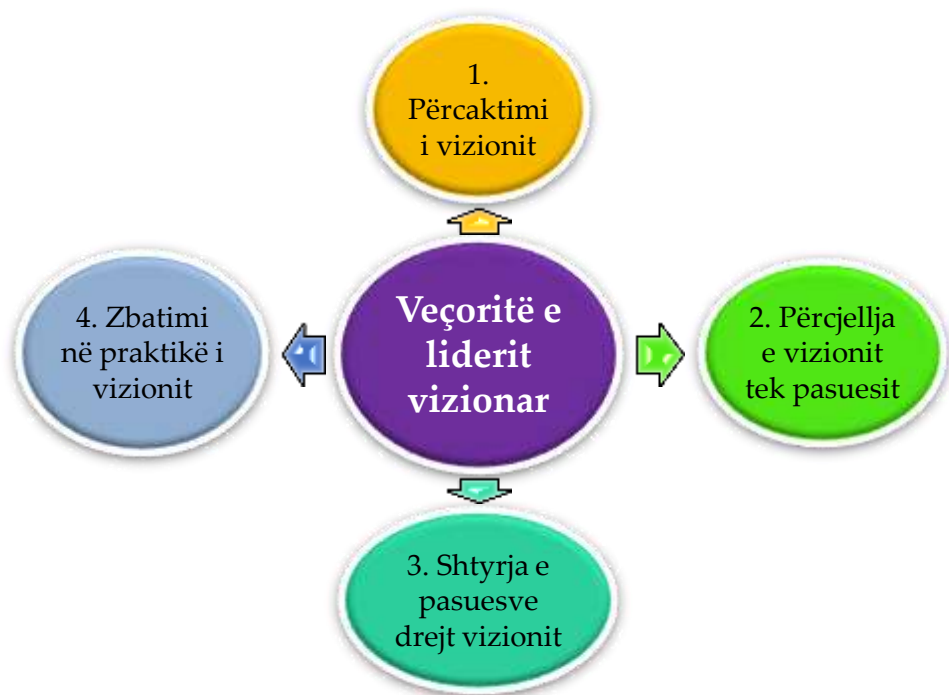 1.
Përcaktimi
i vizionit
Veçoritë e
liderit
vizionar
2. Përcjellja
e vizionit
tek pasuesit
3. Shtyrja e
pasuesve
drejt vizionit
4. Zbatimi
në praktikë i
vizionit